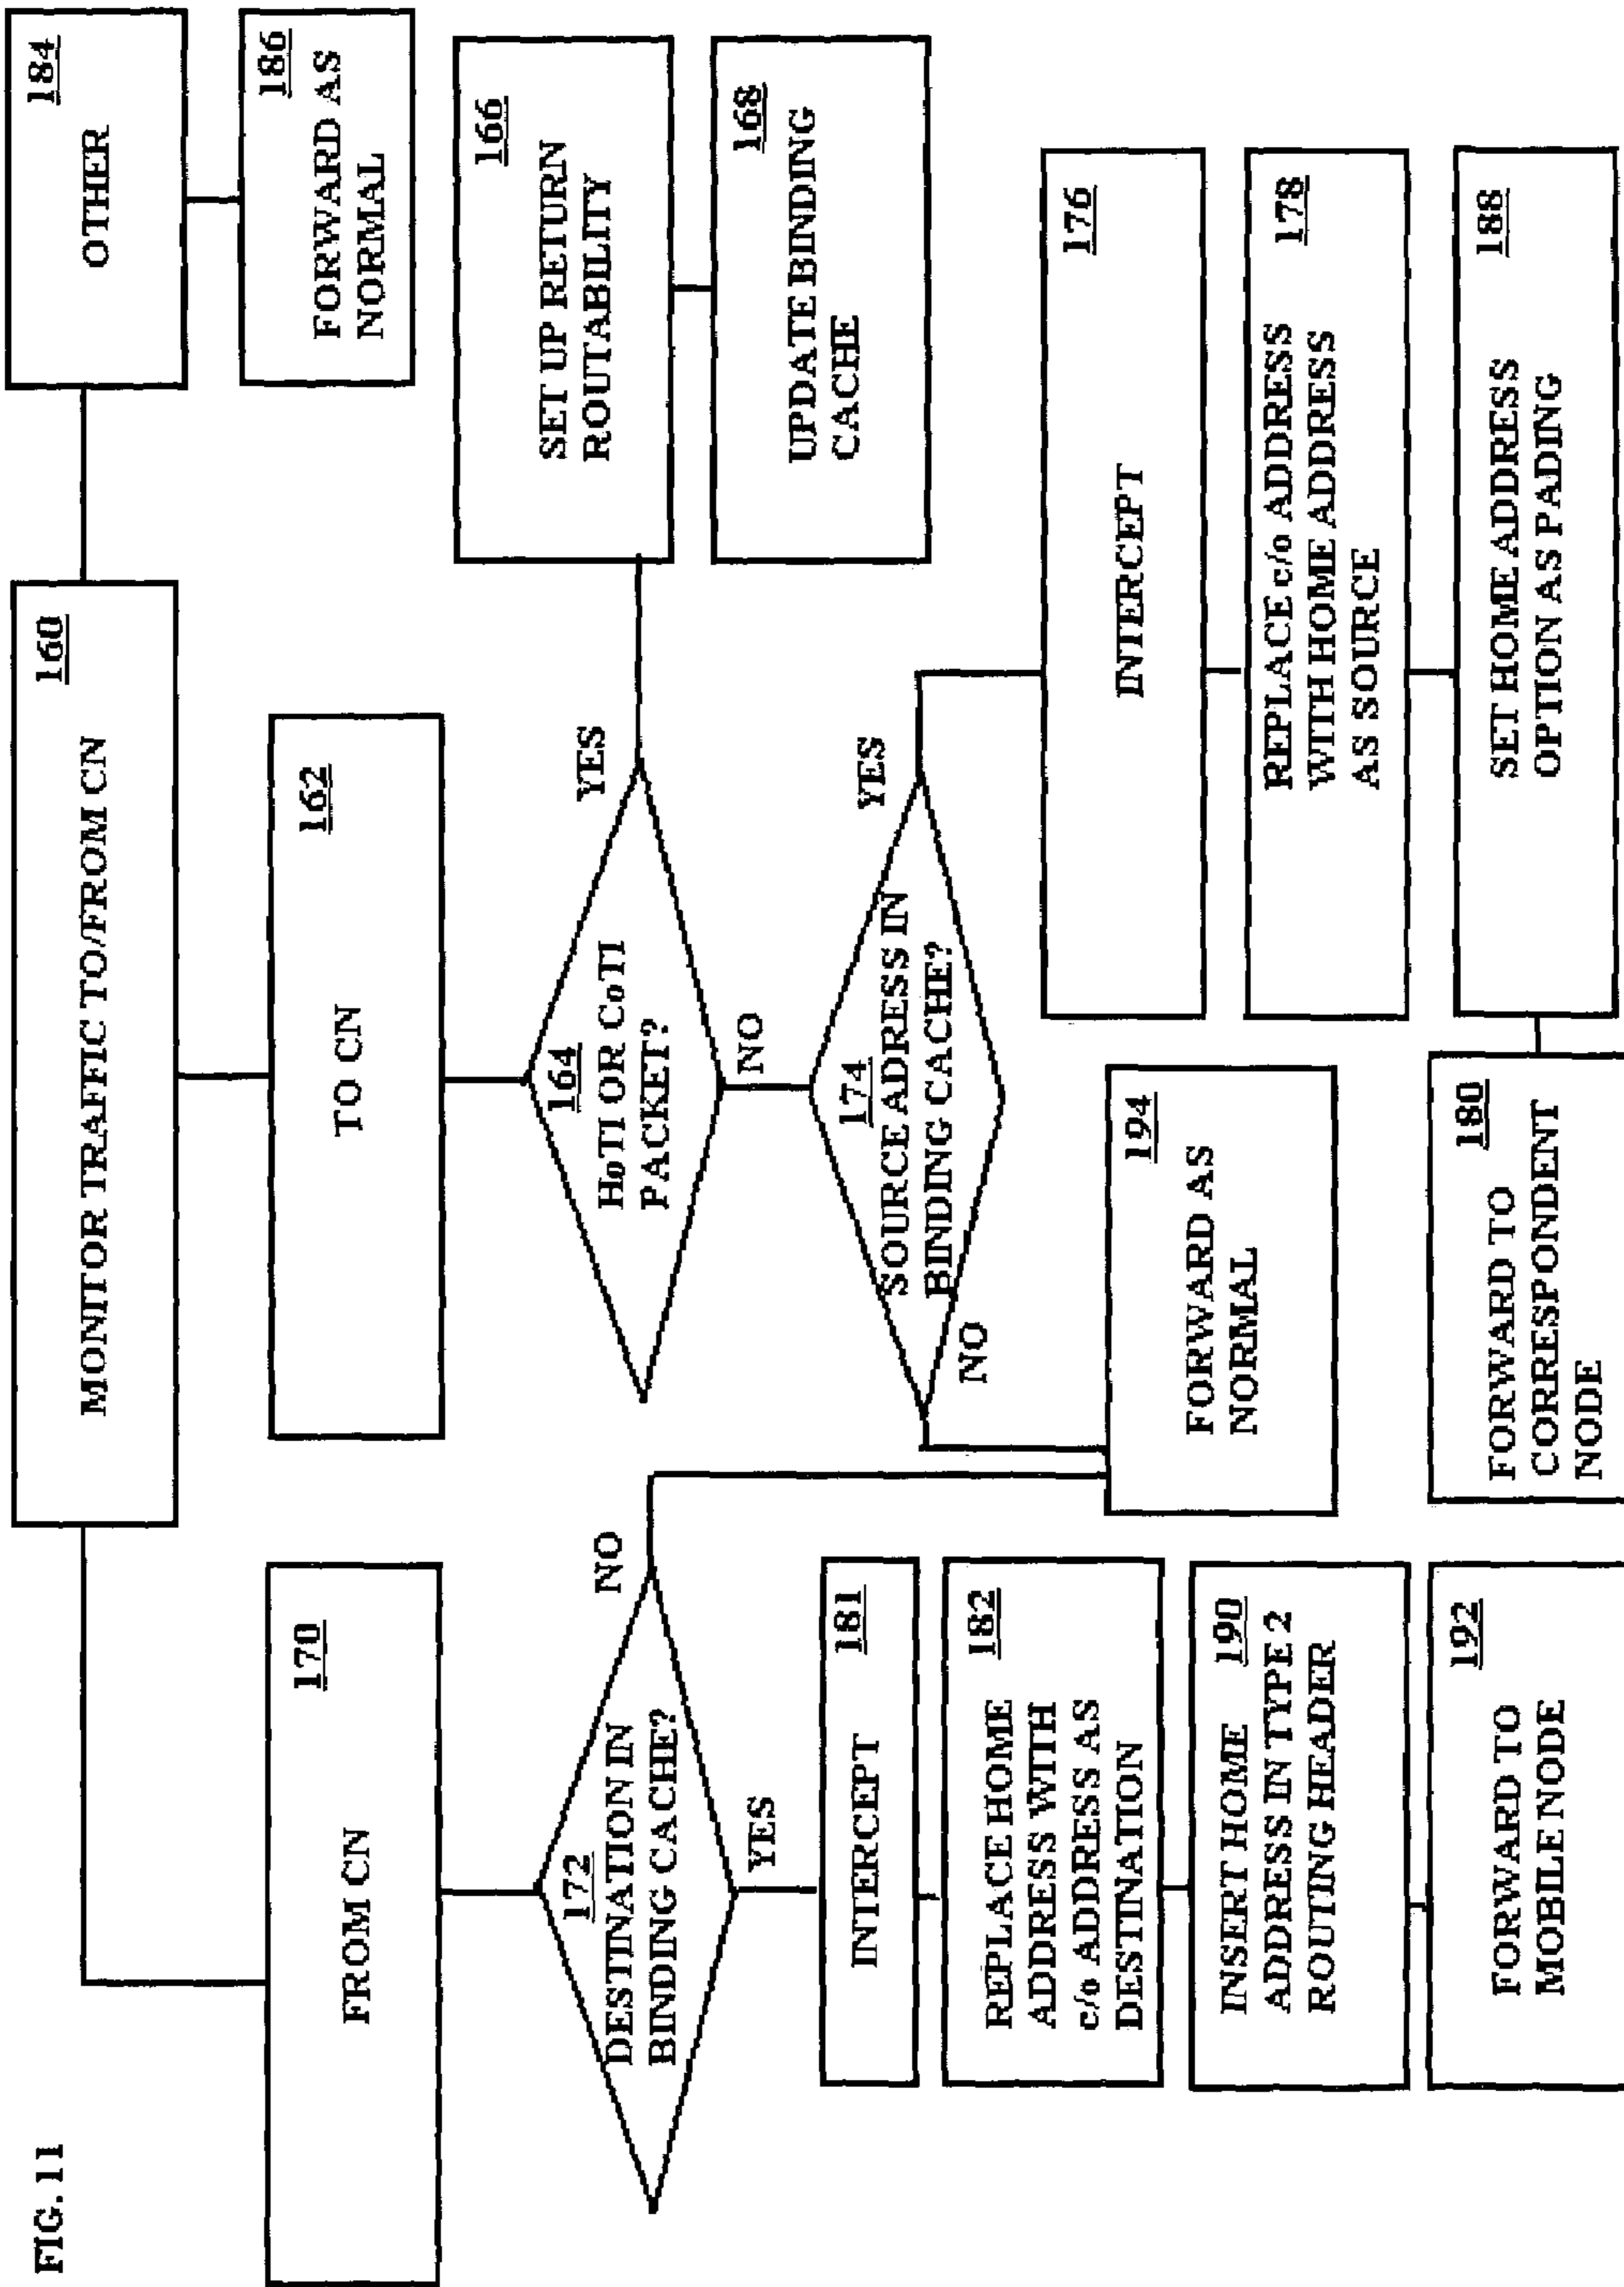 FIG. 11
MONITOR TRAFFIC TO/FROM CN
160
OTHER
184
FORWARD AS
NORMAL
186
FROM CN
170
TO CN
162
172
DESTINATION IN
BINDING CACHE?
NO
YES
164
HoTI OR CoTI
PACKET?
YES
NO
SET UP RETURN
ROUTABILITY
166
UPDATE BINDING
CACHE
168
174
SOURCE ADDRESS IN
BINDING CACHE?
YES
NO
INTERCEPT
181
REPLACE HOME
ADDRESS WITH
c/o ADDRESS AS
DESTINATION
182
INSERT HOME
ADDRESS IN TYPE 2
ROUTING HEADER
190
FORWARD TO
MOBILE NODE
192
FORWARD AS
NORMAL
194
INTERCEPT
176
REPLACE c/o ADDRESS
WITH HOME ADDRESS
AS SOURCE
178
SET HOME ADDRESS
OPTION AS PADING
188
FORWARD TO
CORRESPONDENT
NODE
180